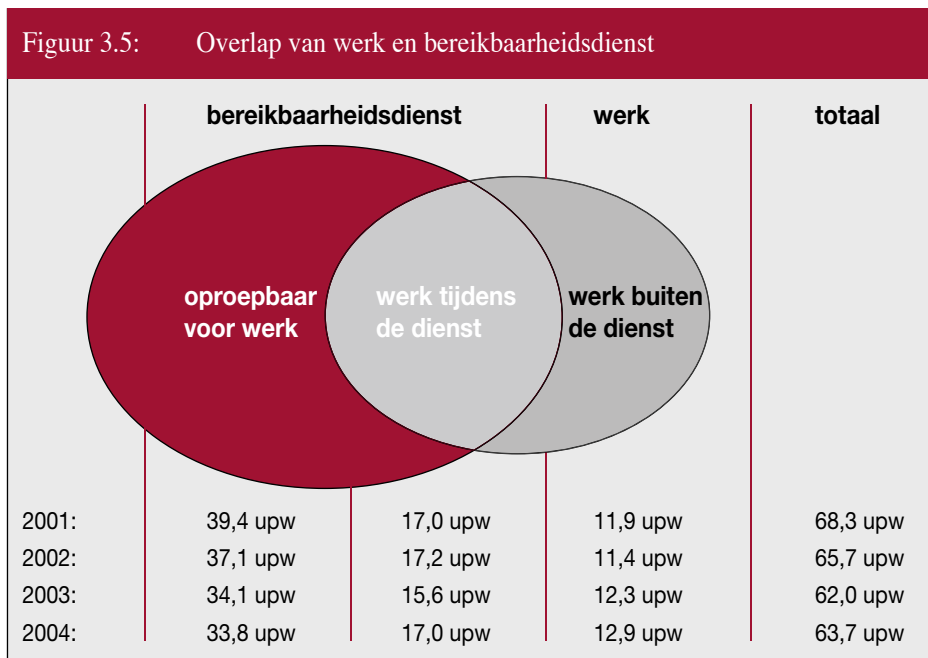 Figuur 3.5: Overlap van werk en bereikbaarheidsdienst
bereikbaarheidsdienst werk totaal
oproepbaar voor werk
werk tijdens de dienst
werk buiten de dienst
2001: 39,4 upw 17,0 upw 11,9 upw 68,3 upw
2002: 37,1 upw 17,2 upw 11,4 upw 65,7 upw
2003: 34,1 upw 15,6 upw 12,3 upw 62,0 upw
2004: 33,8 upw 17,0 upw 12,9 upw 63,7 upw